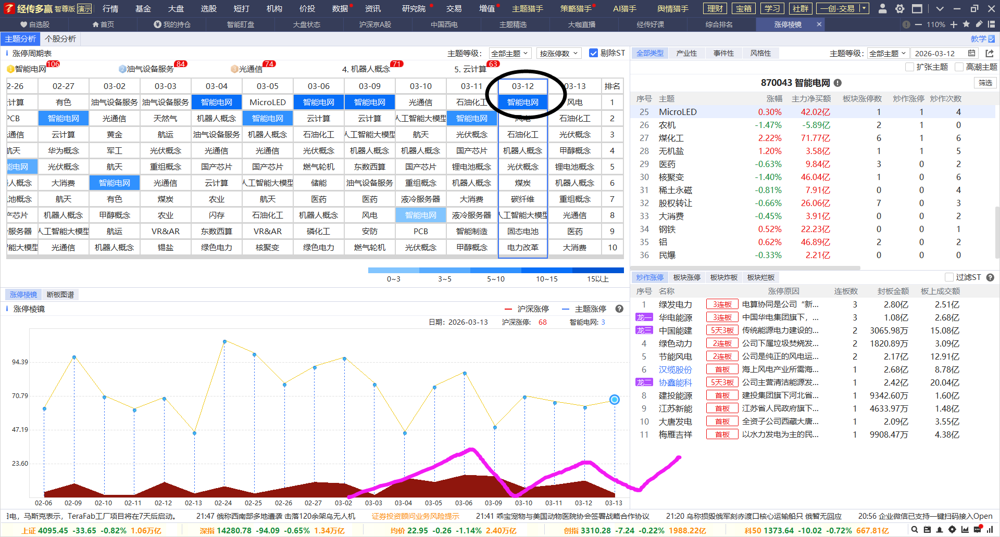 经传多赢 智尊版 演示 行情 基金 大盘 选股 短打 机构 价投 数据 资讯 研究院 交易 增值 主题猎手 策略猎手 AI猎手 舆情猎手 理财 宝箱 学习 社群 一创-交易
自选股 首页 我的持仓 智能盯盘 大盘状态 沪深京A股 中国西电 主题精选 大咖直播 经传好课 综合排名 涨停棱镜 110%
主题分析 个股分析 教学
涨停周期表 主题等级： 全部主题 按涨停数 剔除ST
1 智能电网 106 2 油气设备服务 84 3 光通信 74 4. 机器人概念 71 5. 云计算 63
2-26 02-27 03-02 03-03 03-04 03-05 03-06 03-09 03-10 03-11 03-12 03-13 排名
计算 有色 油气设备服务 油气设备服务 智能电网 MicroLED 智能电网 智能电网 光通信 石油化工 智能电网 风电 1
PCB 智能电网 光通信 天然气 机器人概念 智能电网 云计算 云计算 人工智能大模型 智能电网 风电 石油化工 2
通信 云计算 黄金 航运 油气设备服务 机器人概念 石油化工 人工智能大模型 航天 光伏概念 石油化工 光伏概念 3
航天 华为概念 军工 光伏概念 光通信 光通信 光伏概念 机器人概念 机器人概念 国产芯片 机器人概念 甲醇概念 4
能电网 光伏概念 航天 重组概念 国产芯片 国产芯片 燃气轮机 东数西算 国产芯片 锂电池概念 光伏概念 锂电池概念 5
人概念 大消费 智能电网 光通信 云计算 人工智能大模型 储能 油气设备服务 重组概念 机器人概念 煤炭 机器人概念 6
池概念 航天 有色 煤炭 农业 航天 医药 医药 液冷服务器 大消费 碳纤维 重组概念 7
产芯片 机器人概念 甲醇概念 农业 闪存 石油化工 机器人概念 风电 智能电网 液冷服务器 人工智能大模型 光通信 8
服务器 人工智能大模型 航运 VR&AR 东数西算 VR&AR 磷化工 安防 PCB 智能制造 固态电池 医药 9
智能大模型 光通信 机器人概念 锡盐 绿色电力 核聚变 绿色电力 燃气轮机 光伏概念 甲醇概念 电力改革 大消费 10
0~3 3~5 5~10 10~15 15以上
涨停棱镜 断板图谱
涨停棱镜 沪深涨停 主题涨停
日期： 2026-03-13 沪深涨停: 68 智能电网: 3
94.39
70.79
47.19
23.60
02-06 02-09 02-10 02-11 02-12 02-13 02-24 02-25 02-26 02-27 03-02 03-03 03-04 03-05 03-06 03-09 03-10 03-11 03-12 03-13
全部类型 产业性 事件性 风格性 主题等级： 全部主题 2026-03-12
扩张主题 高潮主题
870043 智能电网 筛选
序号 主题 涨幅 主力净买额 板块涨停数 炒作涨停 炒作次数
25 MicroLED 0.30% 42.02亿 1 1 4
26 农机 -1.47% -5.89亿 2 1 0
27 煤化工 2.22% 71.77亿 6 1 6
28 无机盐 1.20% 3.58亿 1 1 5
29 医药 -0.63% 9.84亿 3 0 2
30 核聚变 -1.40% 46.04亿 1 0 6
31 稀土永磁 -0.81% 7.91亿 0 0 4
32 股权转让 -0.66% 26.06亿 7 0 3
33 大消费 -0.45% 3.91亿 0 0 2
34 钢铁 0.52% 22.23亿 0 0 1
35 铝 0.62% 46.89亿 2 0 2
36 民爆 -0.33% 2.21亿 0 0 0
炒作涨停 板块涨停 板块炸板 板块烂板 过滤ST
序号 名称 涨停原因 连板数 封板金额 板上成交额
1 绿发电力 3连板 电算协同是公司“新... 3 2.80亿 2.51亿
龙一 华电能源 3连板 中国华电集团旗下，... 3 1.08亿 2.68亿
龙三 中国能建 5天3板 传统能源电力建设的... 2 3065.98万 15.08亿
4 绿色动力 2连板 公司下属垃圾焚烧发... 2 1820.89万 3.09亿
5 节能风电 2连板 公司是纯正的风电运... 2 2.17亿 12.91亿
6 汉缆股份 首板 海上风电产业所需海... 1 2.68亿 8.78亿
龙二 协鑫能科 5天3板 公司主营清洁能源发... 1 2.42亿 20.04亿
8 建投能源 首板 建投集团旗下河北省... 1 9342.60万 1.60亿
9 江苏新能 首板 江苏省人民政府旗下... 1 4633.97万 1.48亿
10 大唐发电 首板 全资子公司西藏大唐... 1 2.09亿 3.55亿
11 梅雁吉祥 首板 以水力发电为主的民... 1 9908.47万 4.38亿
电，马斯克表示，TeraFab工厂项目将在7天后启动。 21:47 俄称西南部多地遭袭 击落120余架乌无人机 证券投资顾问业务风险提示 21:41 乖宝宠物与美国动物医院协会签署战略合作协议 21:20 乌称损毁俄军刻赤渡口核心运输船只 俄暂无回应 20:56 企业微信已支持一键扫码接入Open
上证 4095.45 -33.65 -0.82% 1.06万亿 深指 14280.78 -94.09 -0.65% 1.34万亿 均价 22.95 -0.26 -1.14% 2.40万亿 创指 3310.28 -7.24 -0.22% 1988.22亿 科50 1373.64 -10.02 -0.72% 667.81亿